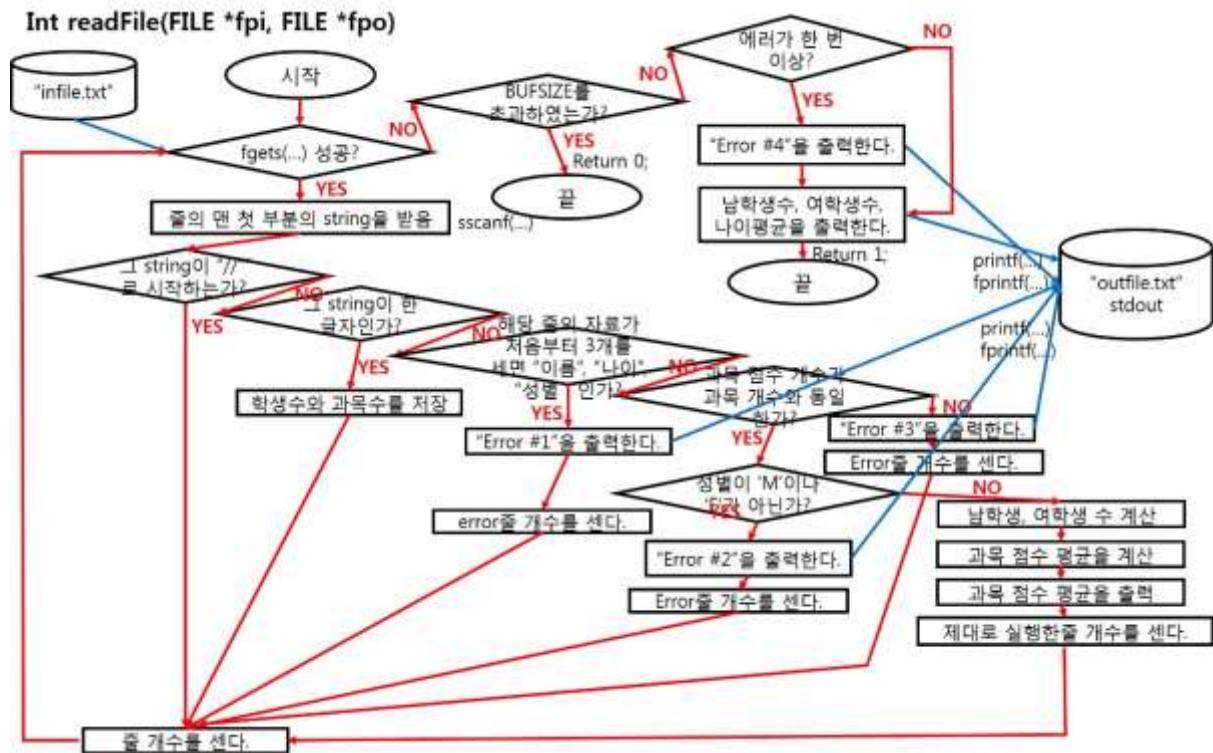 Int readFile(FILE *fpi, FILE *fpo)
"infile.txt"
시작
fgets(...) 성공?
NO
YES
BUFSIZE를
초과하였는가?
NO
YES
Return 0;
끝
에러가 한 번
이상?
NO
YES
"Error #4"을 출력한다.
남학생수, 여학생수,
나이평균을 출력한다.
Return 1;
끝
printf(...)
fprintf(...)
"outfile.txt"
stdout
printf(...)
fprintf(...)
줄의 맨 첫 부분의 string을 받음
sscanf(...)
그 string이 "//"
로 시작하는가?
YES
NO
그 string이 한
글자인가?
YES
NO
학생수와 과목수를 저장
해당 줄의 자료가
처음부터 3개를
세면 "이름", "나이",
"성별" 인가?
YES
NO
"Error #1"을 출력한다.
error줄 개수를 센다.
과목 점수 개수가
과목 개수와 동일
한가?
YES
NO
"Error #3"을 출력한다.
Error줄 개수를 센다.
성별이 'M'이냐
'F'가 아닌가?
YES
NO
"Error #2"을 출력한다.
Error줄 개수를 센다.
남학생, 여학생 수 계산
과목 점수 평균을 계산
과목 점수 평균을 출력
제대로 실행한줄 개수를 센다.
줄 개수를 센다.